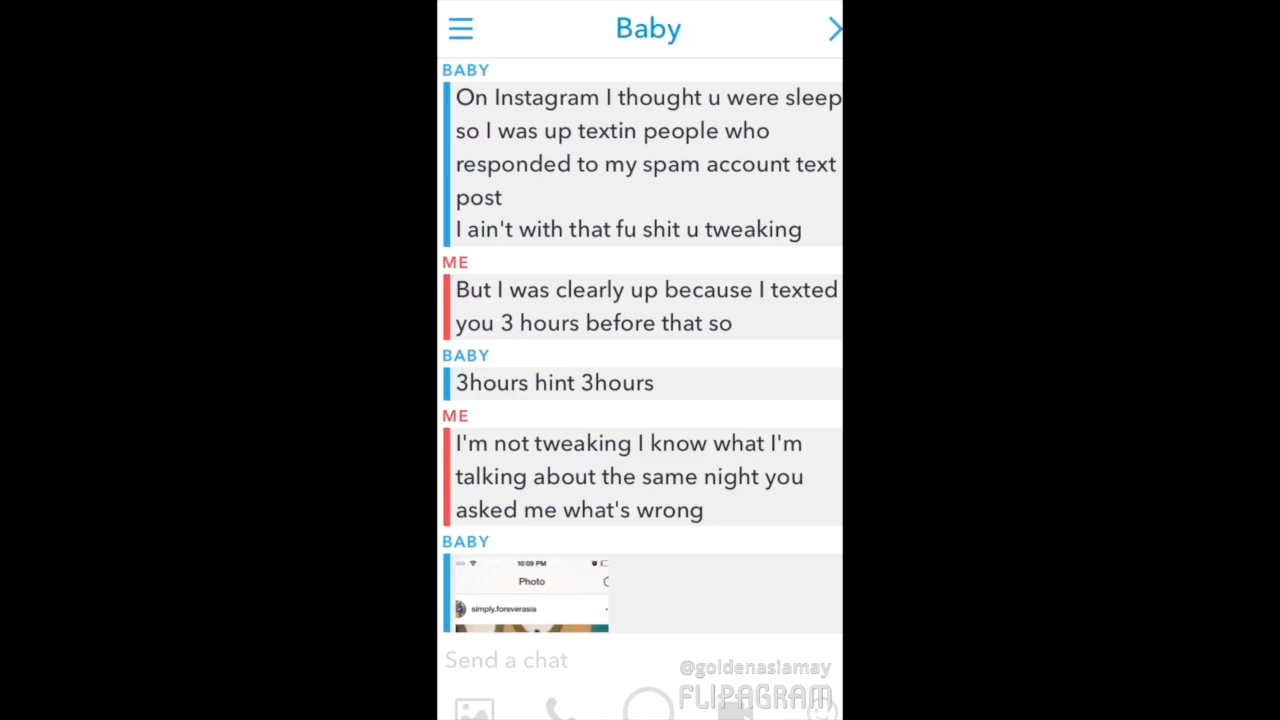 Baby
BABY
On Instagram I thought u were sleep
so I was up textin people who
responded to my spam account text
post
I ain't with that fu shit u tweaking
ME
But I was clearly up because I texted
you 3 hours before that so
BABY
3hours hint 3hours
ME
I'm not tweaking I know what I'm
talking about the same night you
asked me what's wrong
BABY
10:09 PM
Photo
simply.foreverasia
Send a chat
@goldenasiamay
FLIPAGRAM